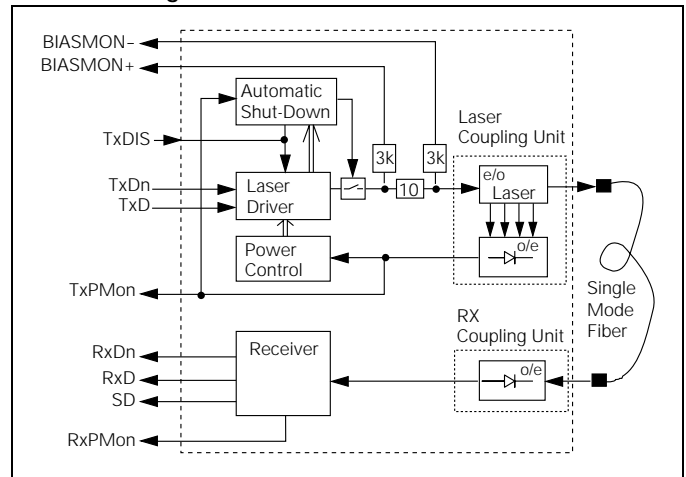 BIASMON–
BIASMON+
Automatic
Shut-Down
Laser
Coupling Unit
TxDIS
3k
3k
e/o
Laser
TxDn
TxD
Laser
Driver
10
o/e
Power
Control
TxPMon
Single
Mode
Fiber
RX
Coupling Unit
RxDn
RxD
SD
Receiver
o/e
RxPMon